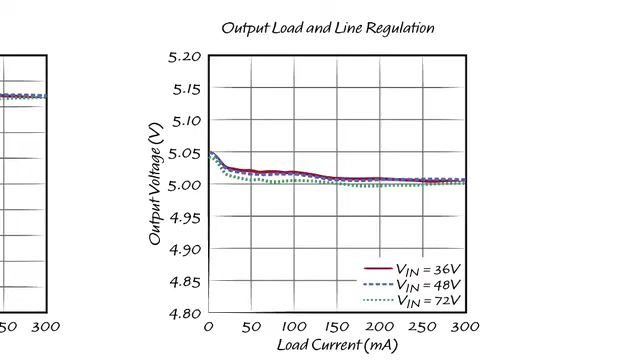 Output Load and Line Regulation
5.20
5.15
5.10
5.05
5.00
4.95
4.90
4.85
4.80
Output Voltage (V)
VIN = 36V
VIN = 48V
VIN = 72V
0 50 100 150 200 250 300
Load Current (mA)
50 300